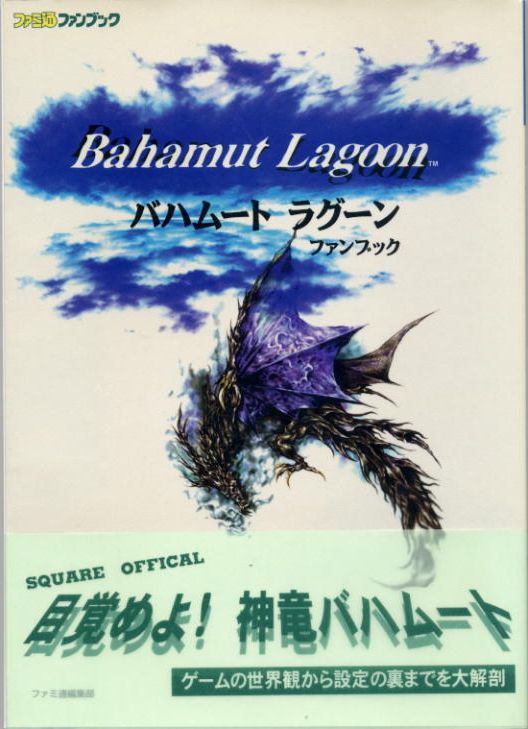 ファミ通ファンブック
Bahamut Lagoon™
バハムート ラグーン
ファンブック
SQUARE OFFICAL
目覚めよ! 神竜バハムート
ゲームの世界観から設定の裏までを大解剖
ファミ通編集部